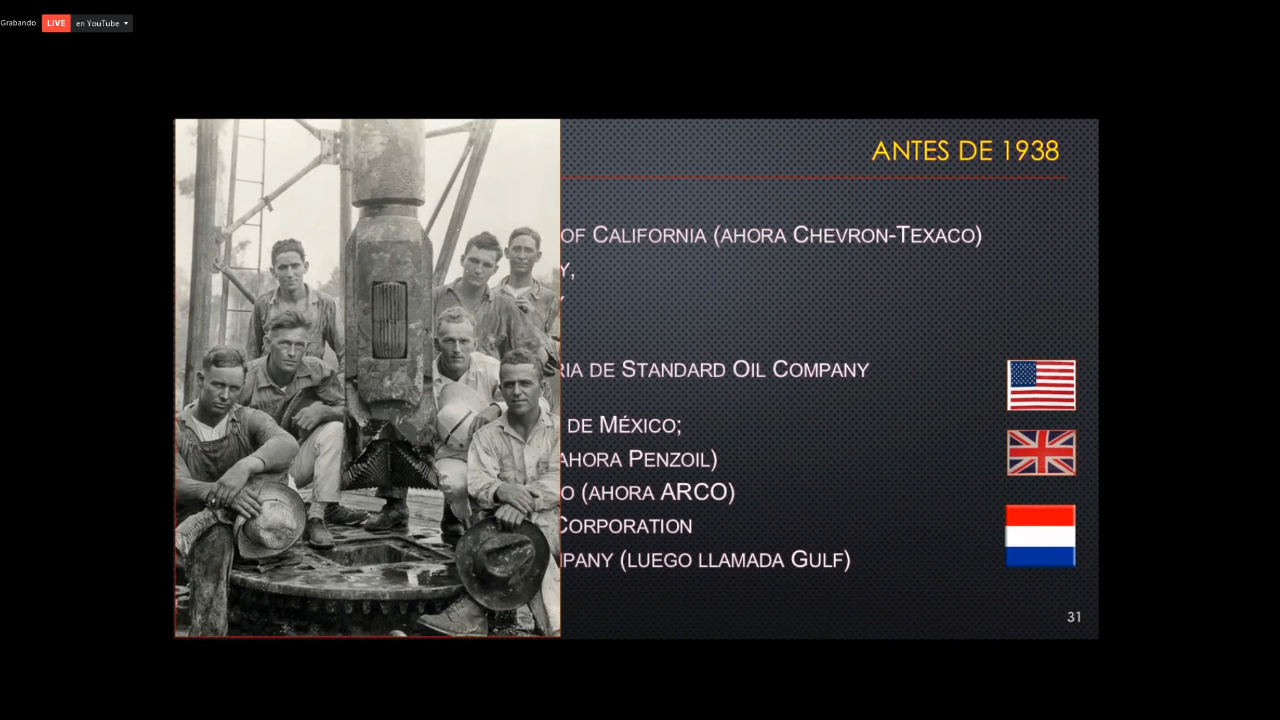 Grabando LIVE en YouTube
ANTES DE 1938
OF CALIFORNIA (AHORA CHEVRON-TEXACO)
Y,
RIA DE STANDARD OIL COMPANY
DE MÉXICO;
AHORA PENZOIL)
O (AHORA ARCO)
CORPORATION
PANY (LUEGO LLAMADA GULF)
31